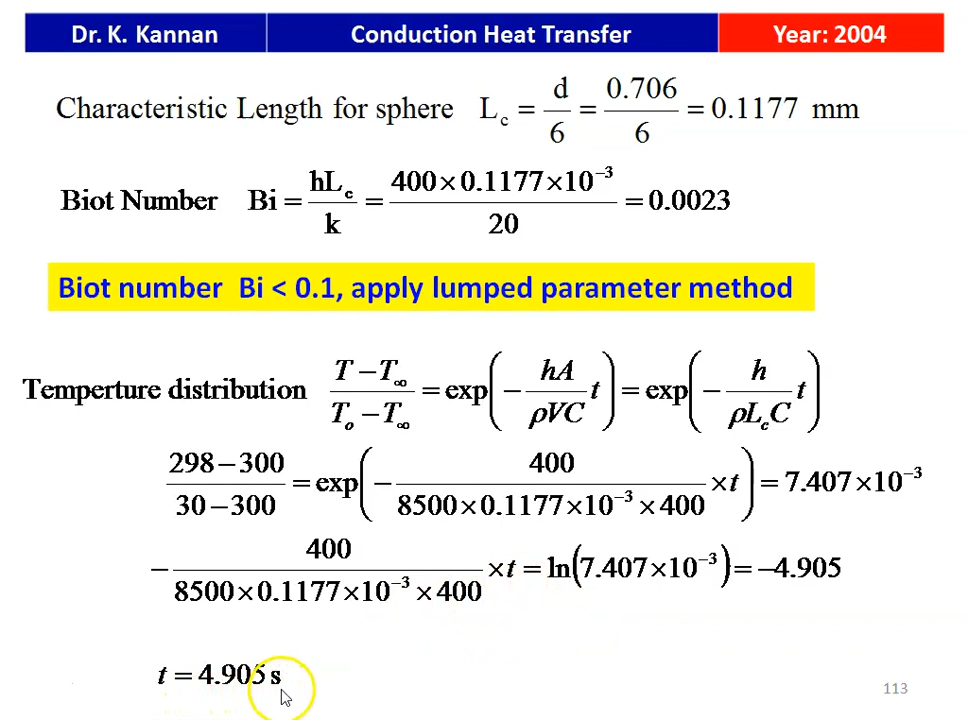 Dr. K. Kannan Conduction Heat Transfer Year: 2004
Characteristic Length for sphere L_c = d/6 = 0.706/6 = 0.1177 mm
Biot Number Bi = hL_c/k = 400 × 0.1177 × 10^−3/20 = 0.0023
Biot number Bi < 0.1, apply lumped parameter method
Temperture distribution (T − T_∞)/(T_o − T_∞) = exp(− hA/ρVC t) = exp(− h/ρL_cC t)
(298 − 300)/(30 − 300) = exp(− 400/(8500 × 0.1177 × 10^−3 × 400) × t) = 7.407 × 10^−3
− 400/(8500 × 0.1177 × 10^−3 × 400) × t = ln(7.407 × 10^−3) = −4.905
t = 4.905 s
113